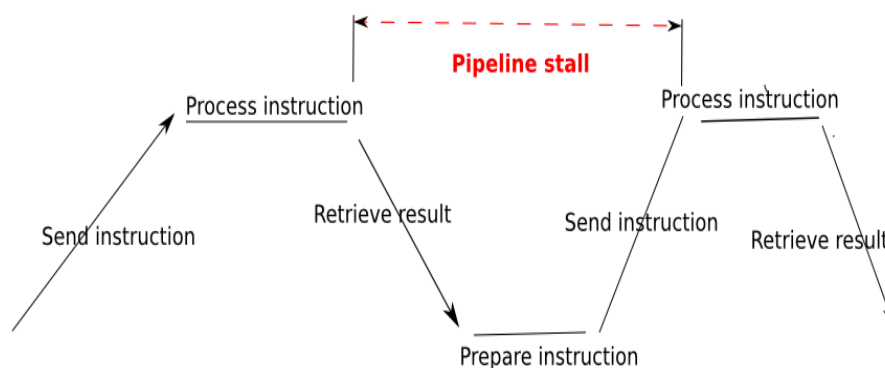 Pipeline stall
Process instruction
Process instruction
Retrieve result
Send instruction
Send instruction
Retrieve result
Prepare instruction